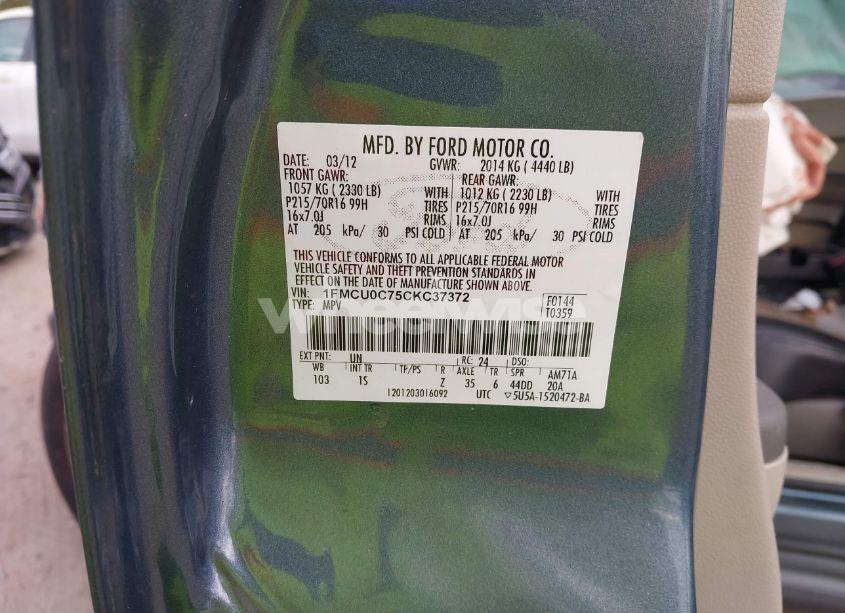 MFD. BY FORD MOTOR CO.
DATE: 03/12 GVWR: 2014 KG ( 4440 LB)
FRONT GAWR: REAR GAWR:
1057 KG ( 2330 LB) WITH 1012 KG ( 2230 LB) WITH
P215/70R16 99H TIRES P215/70R16 99H TIRES
16x7.0J RIMS 16x7.0J RIMS
AT 205 kPa/ 30 PSI COLD AT 205 kPa/ 30 PSI COLD
THIS VEHICLE CONFORMS TO ALL APPLICABLE FEDERAL MOTOR
VEHICLE SAFETY AND THEFT PREVENTION STANDARDS IN
EFFECT ON THE DATE OF MANUFACTURE SHOWN ABOVE.
VIN: 1FMCU0C75CKC37372 F0144
TYPE: MPV T0359
wheelwise
EXT PNT: UN RC: 24 DSO:
WB INT TR TP/PS R AXLE TR SPR AM71A
103 1S Z 35 6 44DD 20A
1201203016092 UTC ▽5U5A-1520472-BA